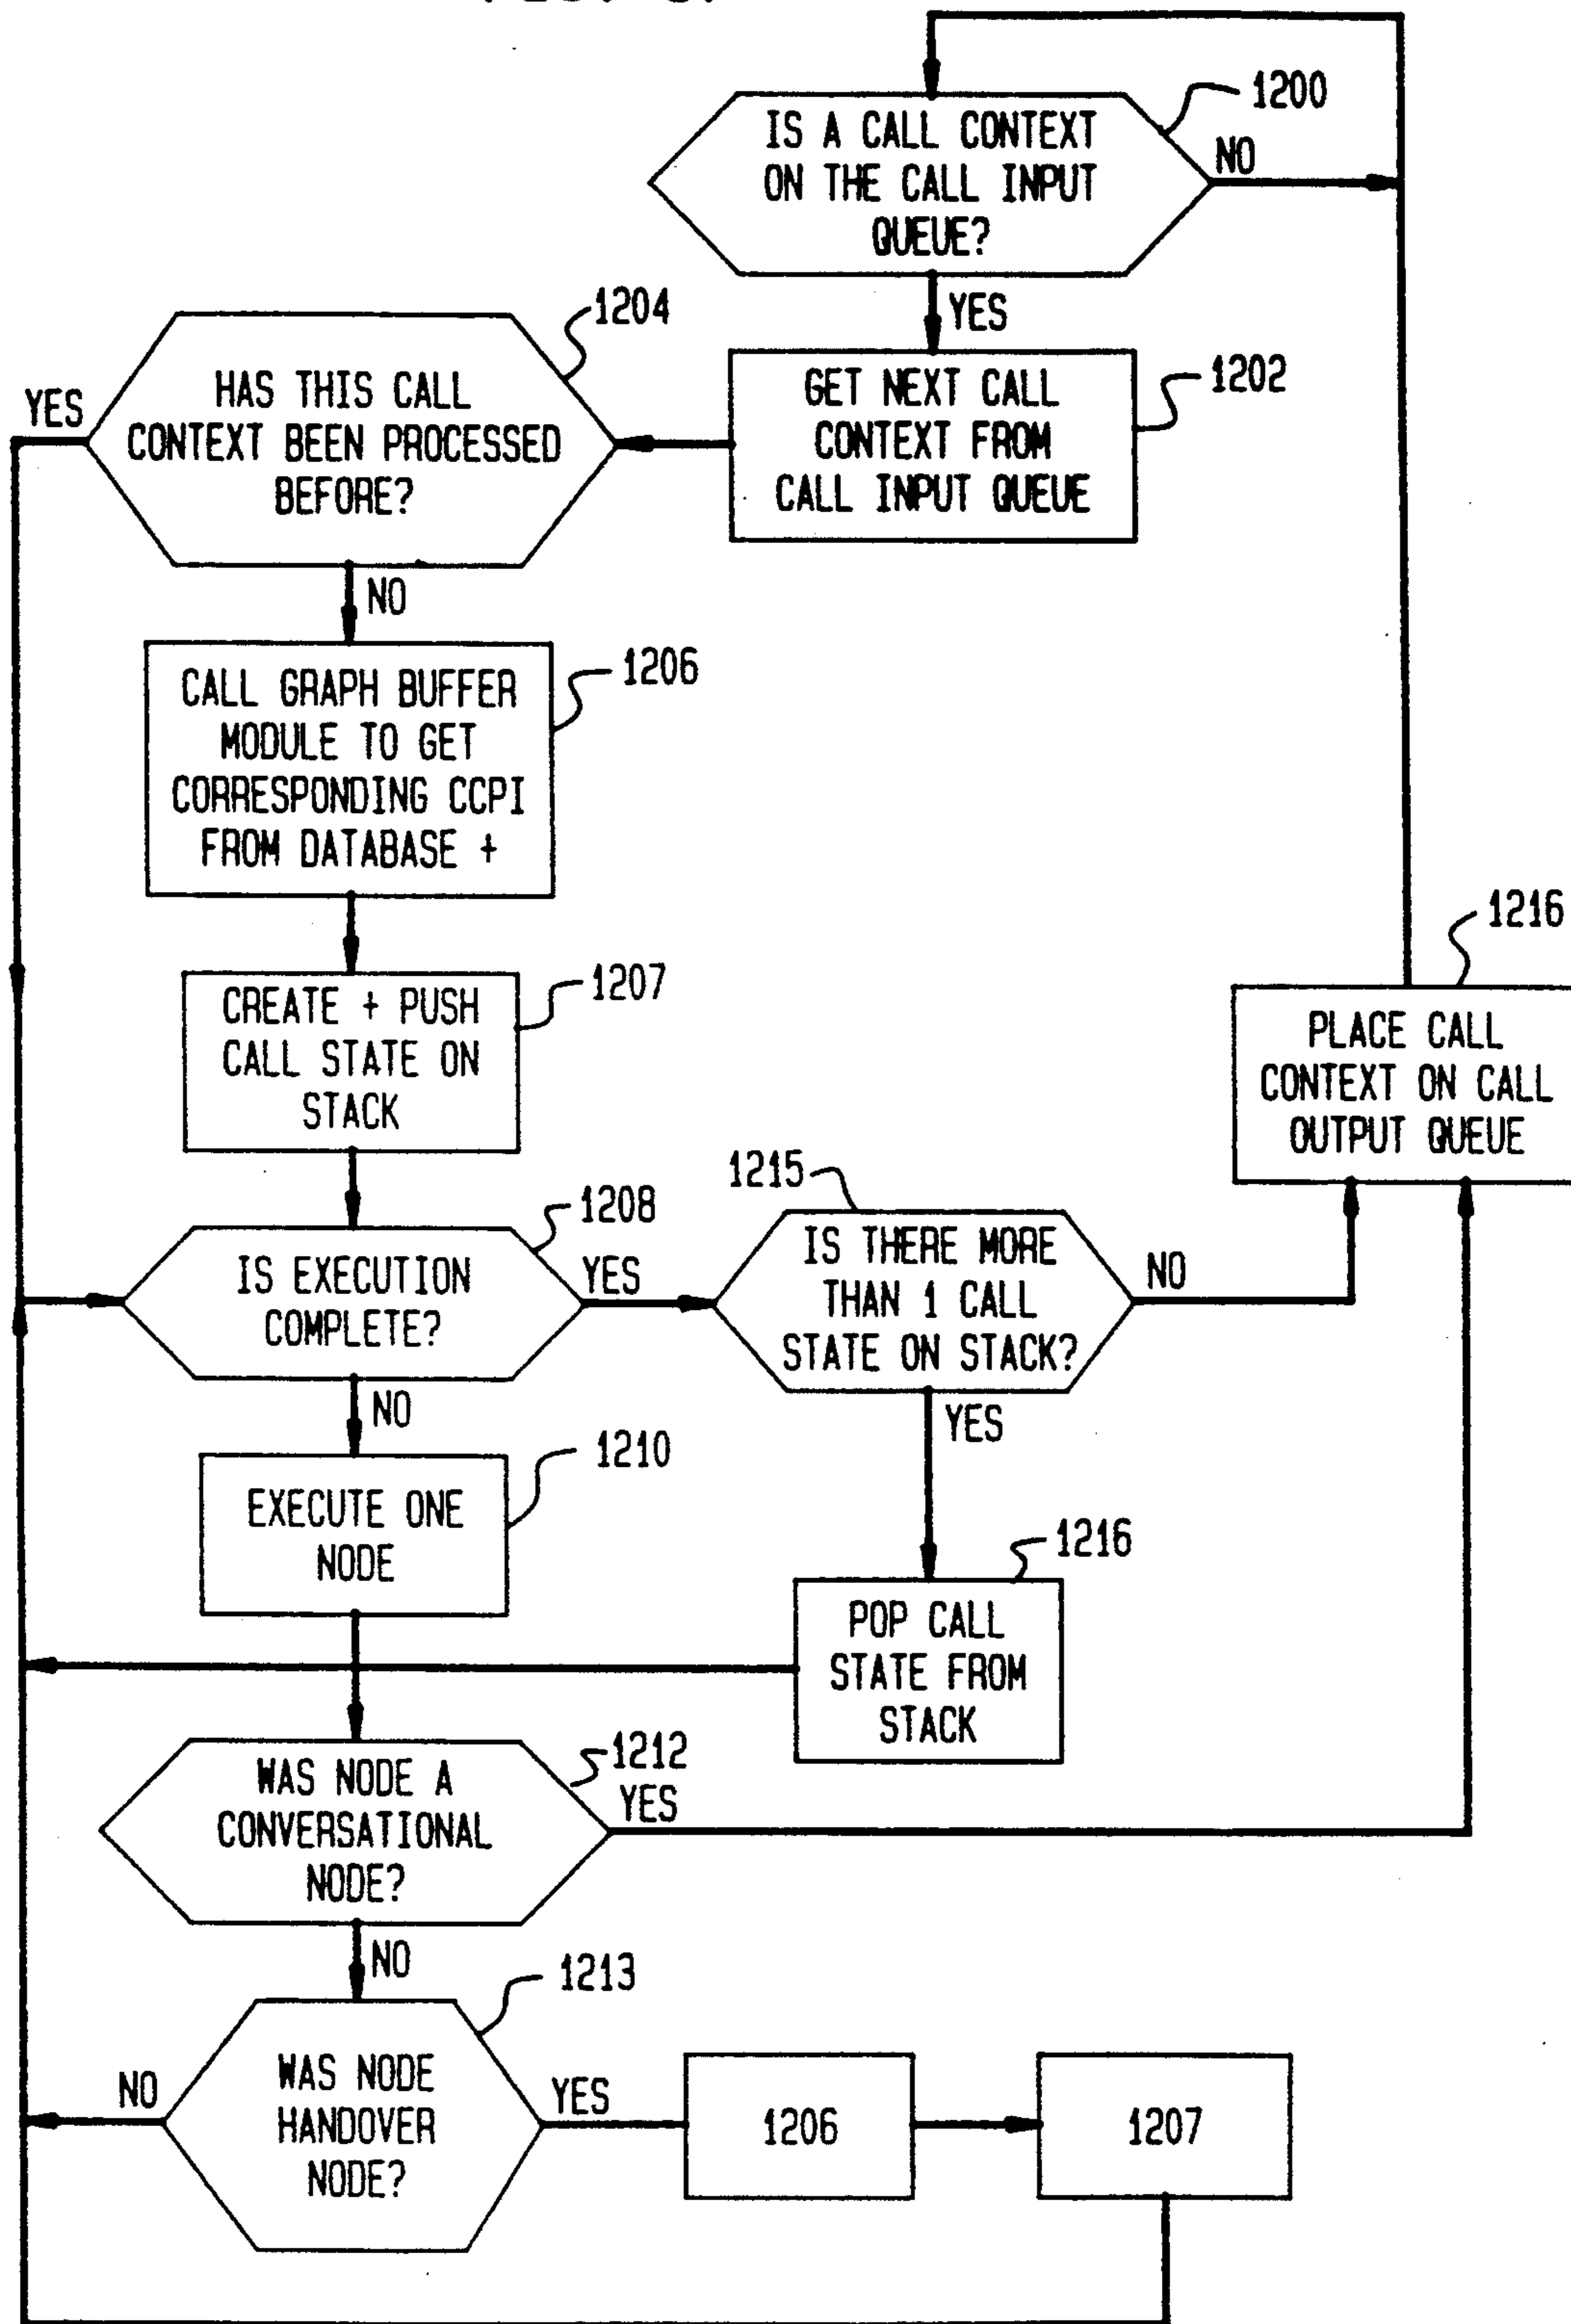 1200
IS A CALL CONTEXT
ON THE CALL INPUT
QUEUE?
NO
YES
1204
HAS THIS CALL
CONTEXT BEEN PROCESSED
BEFORE?
YES
GET NEXT CALL
CONTEXT FROM
CALL INPUT QUEUE
1202
NO
CALL GRAPH BUFFER
MODULE TO GET
CORRESPONDING CCPI
FROM DATABASE +
1206
1216
CREATE + PUSH
CALL STATE ON
STACK
1207
PLACE CALL
CONTEXT ON CALL
OUTPUT QUEUE
1208
IS EXECUTION
COMPLETE?
YES
1215
IS THERE MORE
THAN 1 CALL
STATE ON STACK?
NO
NO
YES
EXECUTE ONE
NODE
1210
1216
POP CALL
STATE FROM
STACK
1212
WAS NODE A
CONVERSATIONAL
NODE?
YES
NO
1213
WAS NODE
HANDOVER
NODE?
NO
YES
1206
1207